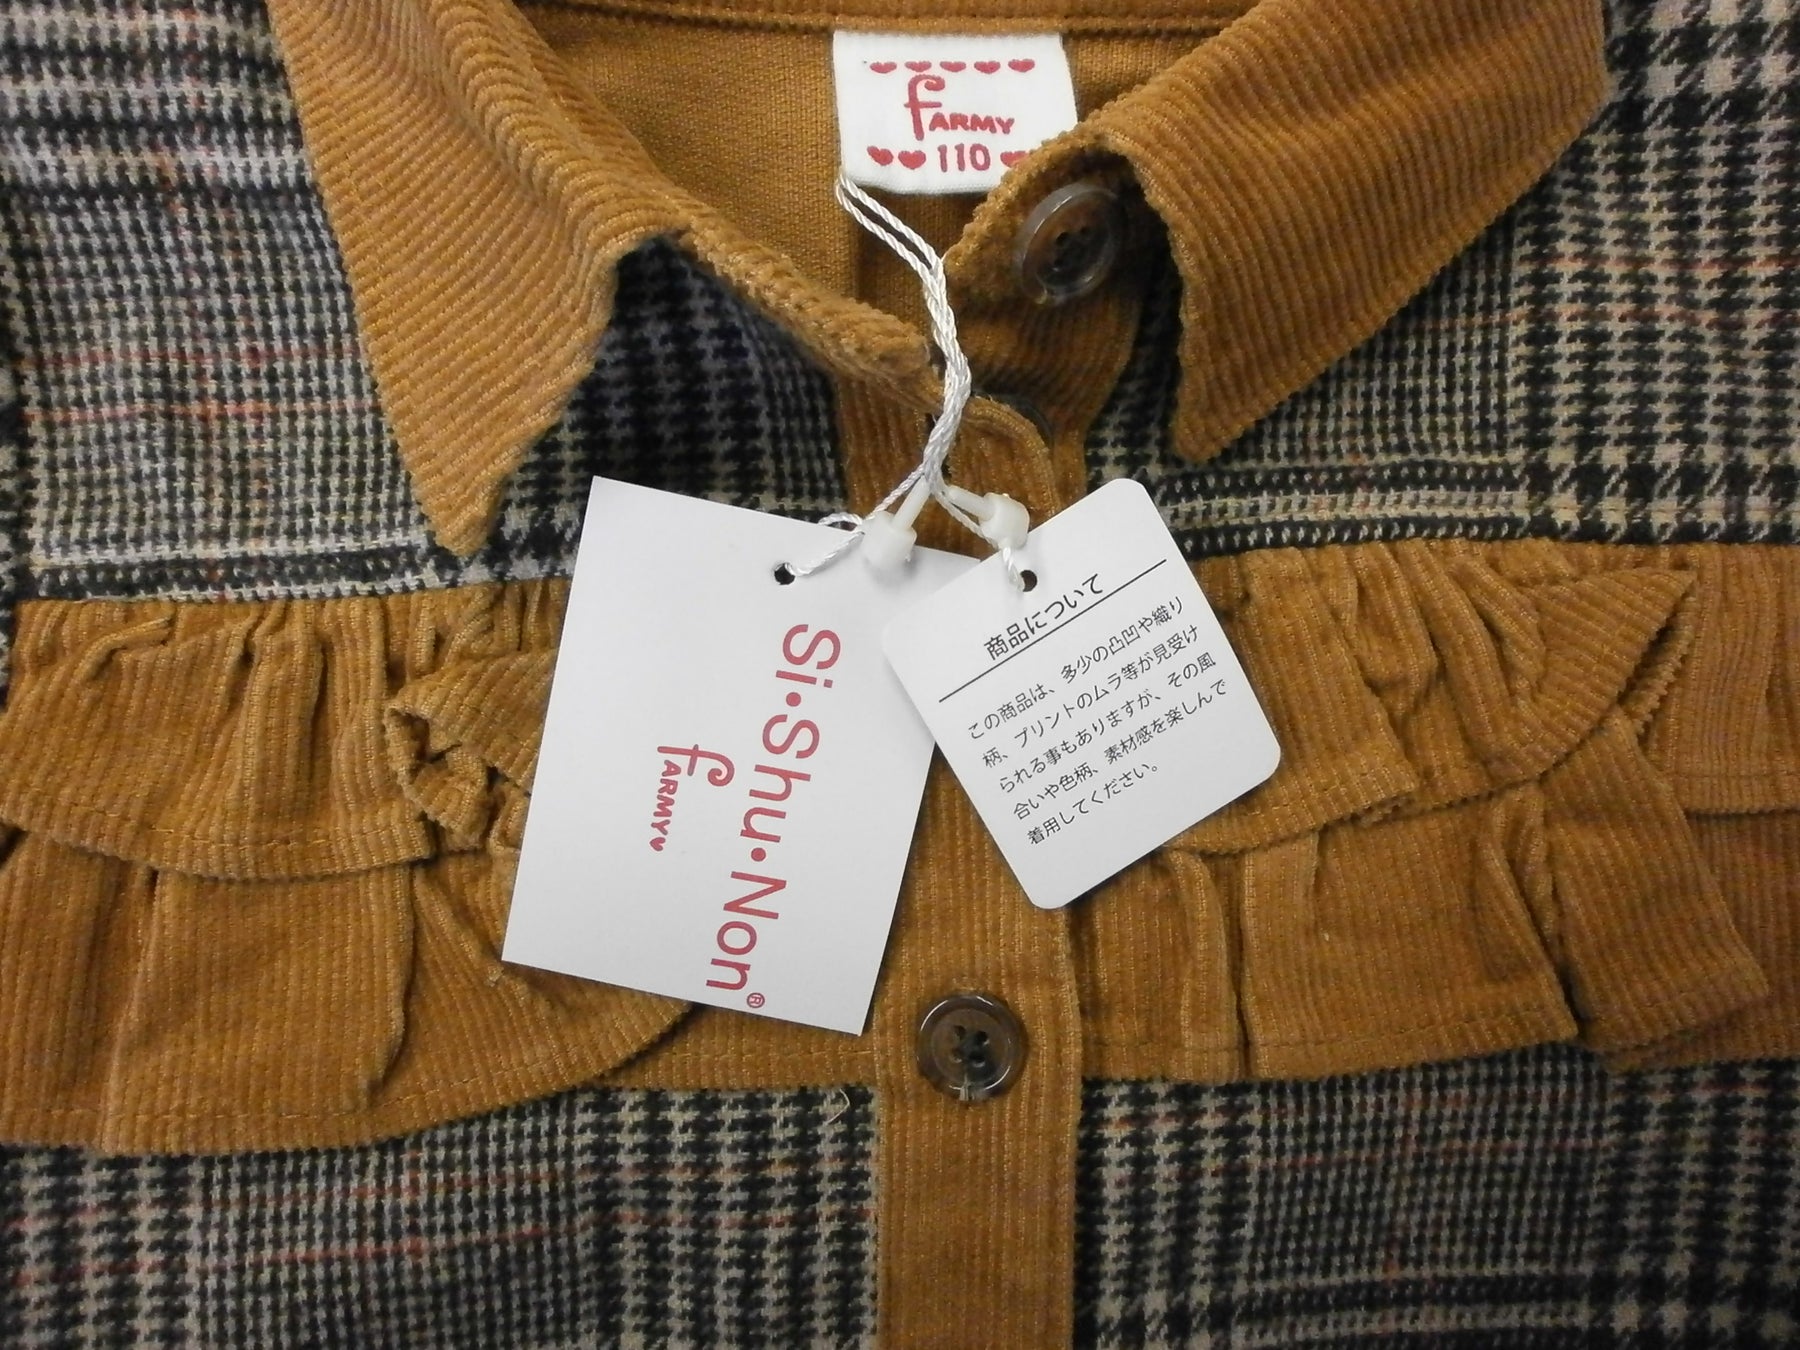 fARMY
110
Si・Shu・Non®
fARMY
商品について
この商品は、多少の凸凹や織り
柄、プリントのムラ等が見受け
られる事もありますが、その風
合いや色柄、素材感を楽しんで
着用してください。